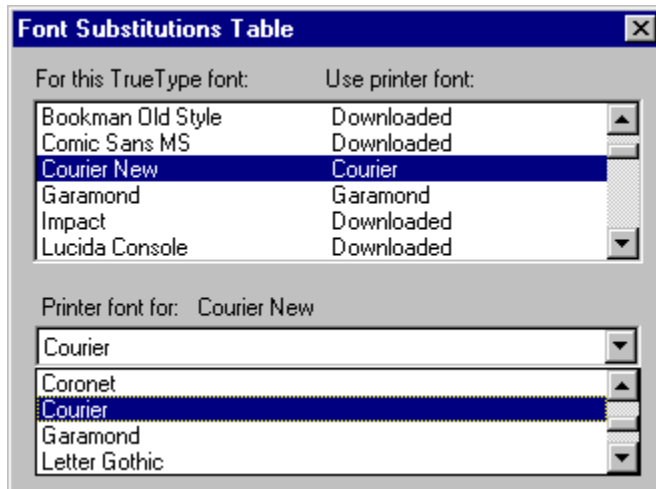 Font Substitutions Table
For this TrueType font: Use printer font:
Bookman Old Style Downloaded
Comic Sans MS Downloaded
Courier New Courier
Garamond Garamond
Impact Downloaded
Lucida Console Downloaded
Printer font for: Courier New
Courier
Coronet
Courier
Garamond
Letter Gothic